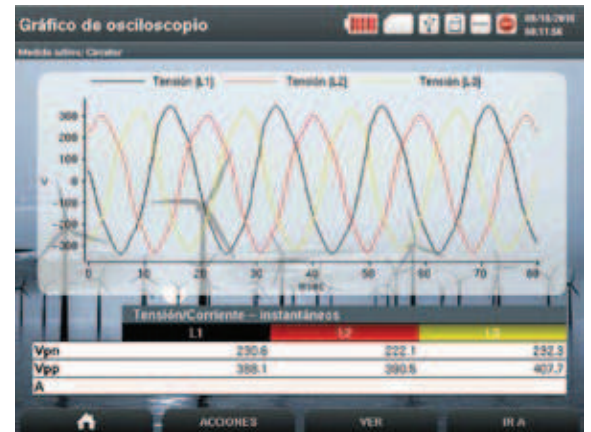 Gráfico de osciloscopio
Tensión (L1) Tensión (L2) Tensión (L3)
300
200
100
0
-100
-200
-300
V
0 10 20 30 40 50 60 70 80
msec
Tensión/Corriente – instantáneos
L1 L2 L3
Vpn 230.6 222.1 232.3
Vpp 388.1 390.5 407.7
A
ACCIONES VER IR A